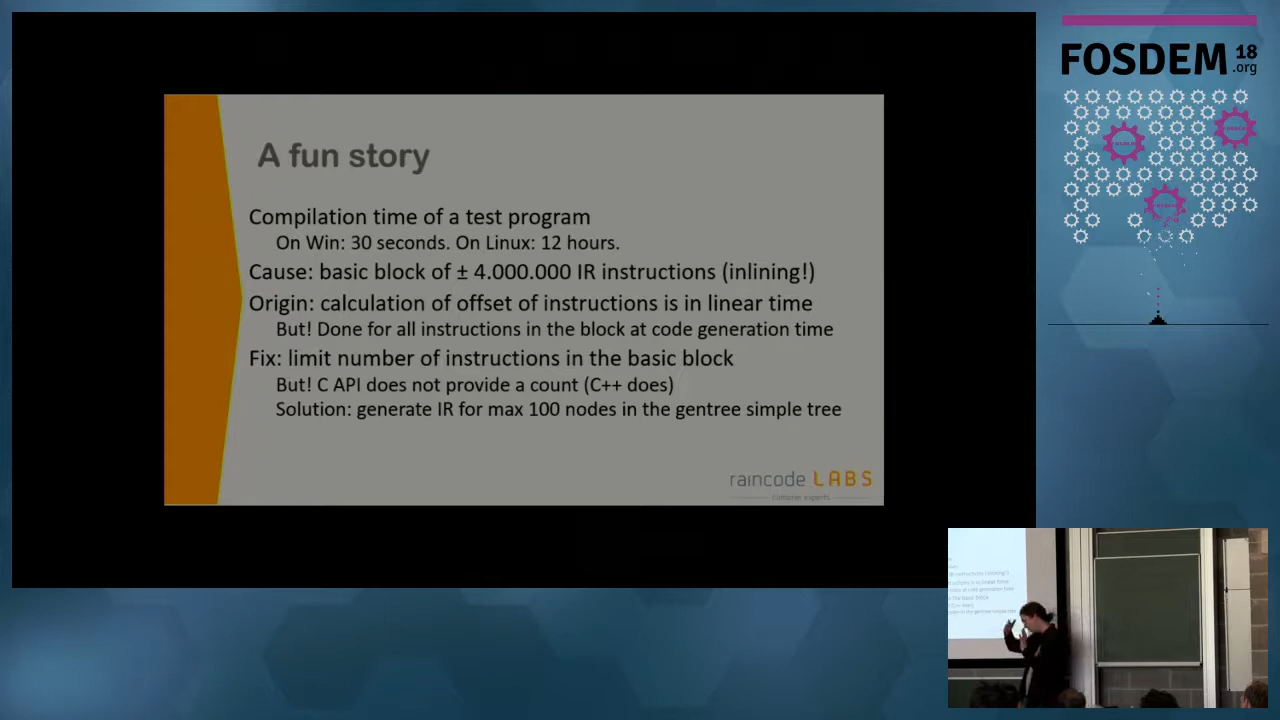 A fun story
Compilation time of a test program
On Win: 30 seconds. On Linux: 12 hours.
Cause: basic block of ± 4.000.000 IR instructions (inlining!)
Origin: calculation of offset of instructions is in linear time
But! Done for all instructions in the block at code generation time
Fix: limit number of instructions in the basic block
But! C API does not provide a count (C++ does)
Solution: generate IR for max 100 nodes in the gentree simple tree
raincode LABS
compiler experts
FOSDEM 18
.org